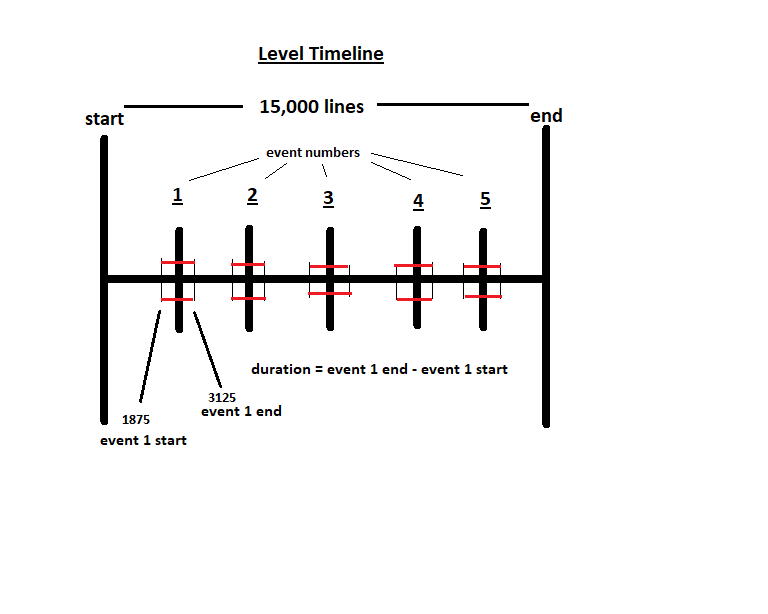 Level Timeline
15,000 lines
start
end
event numbers
1
2
3
4
5
duration = event 1 end - event 1 start
3125
event 1 end
1875
event 1 start